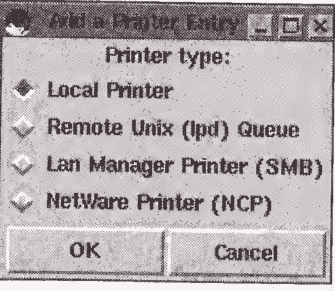 Add a Printer Entry
Printer type:
Local Printer
Remote Unix (lpd) Queue
Lan Manager Printer (SMB)
NetWare Printer (NCP)
OK Cancel